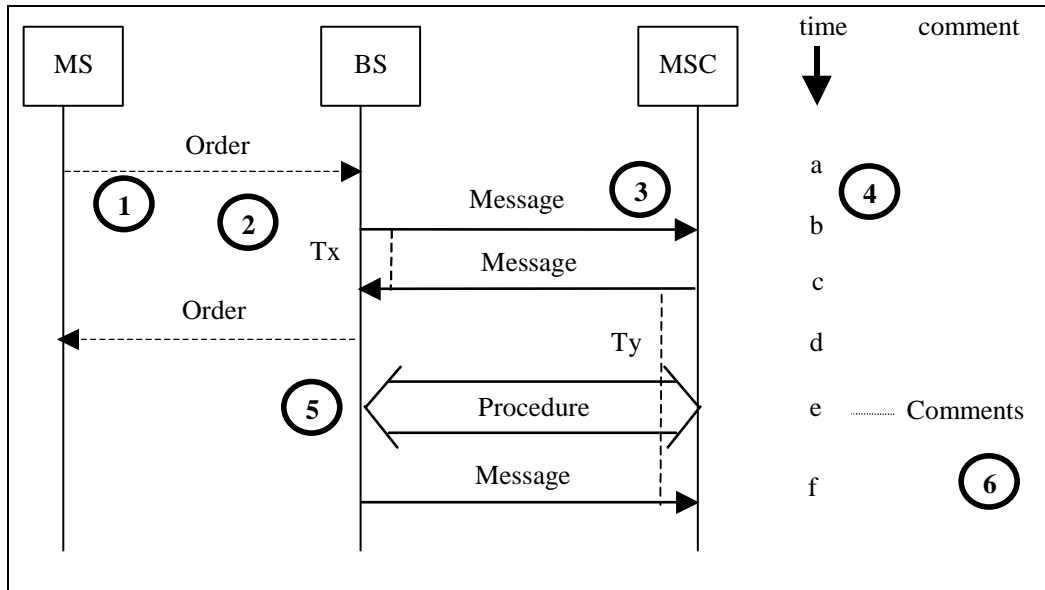 time comment
MS BS MSC
Order a
1 2 Message 3 4
b
Tx Message c
Order
Ty d
5 Procedure e Comments
Message f 6